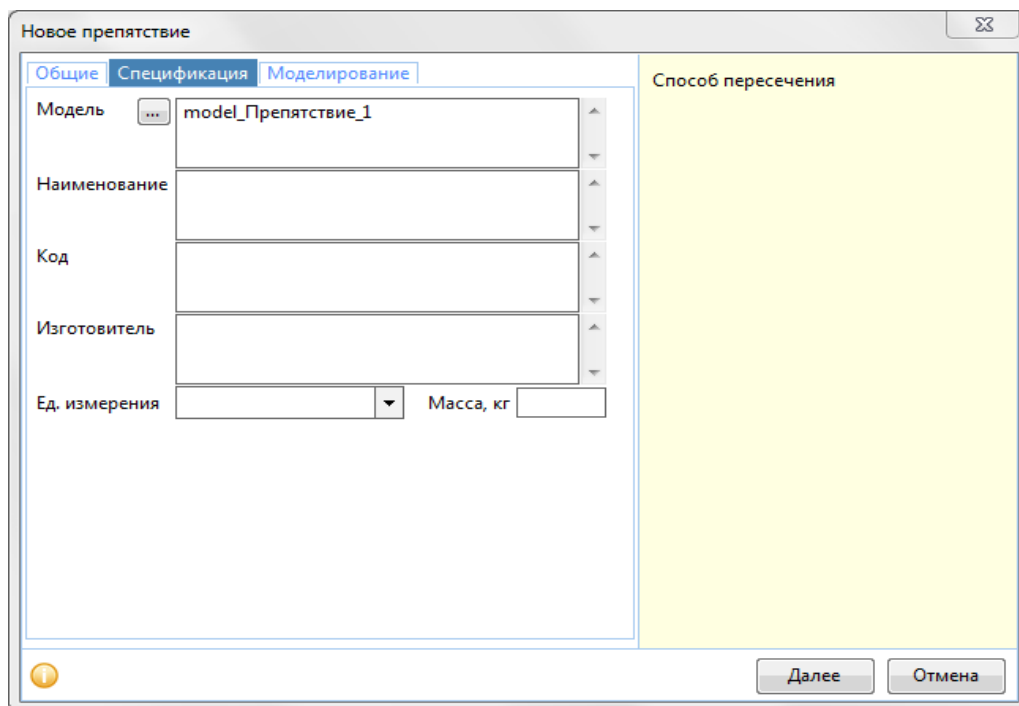 Новое препятствие
Общие Спецификация Моделирование
Способ пересечения
Модель ... model_Препятствие_1
Наименование
Код
Изготовитель
Ед. измерения Масса, кг
Далее Отмена